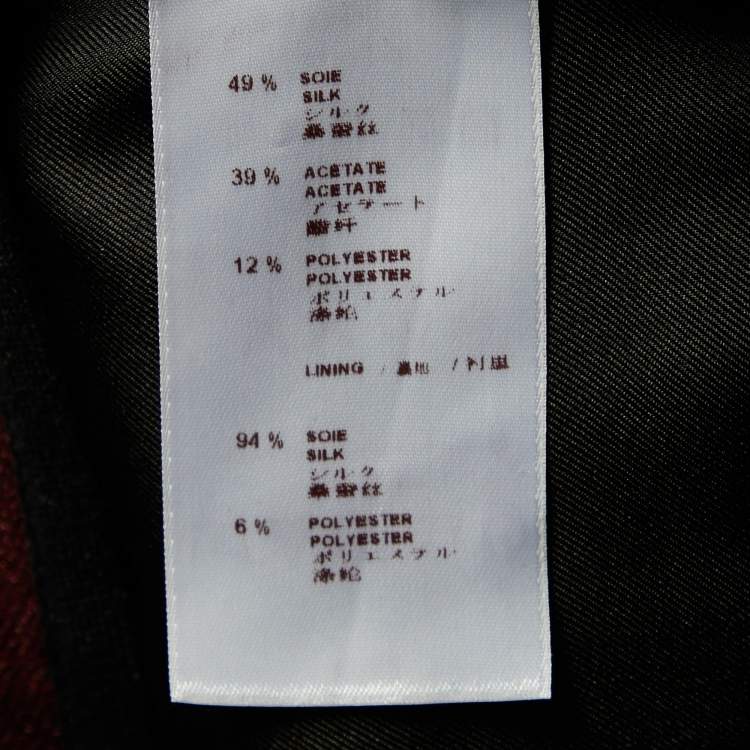 49 % SOIE
SILK
シルク
桑蚕丝
39 % ACETATE
ACETATE
アセテート
醋纤
12 % POLYESTER
POLYESTER
ポリエステル
涤纶
LINING / 裏地 / 衬里
94 % SOIE
SILK
シルク
桑蚕丝
6 % POLYESTER
POLYESTER
ポリエステル
涤纶